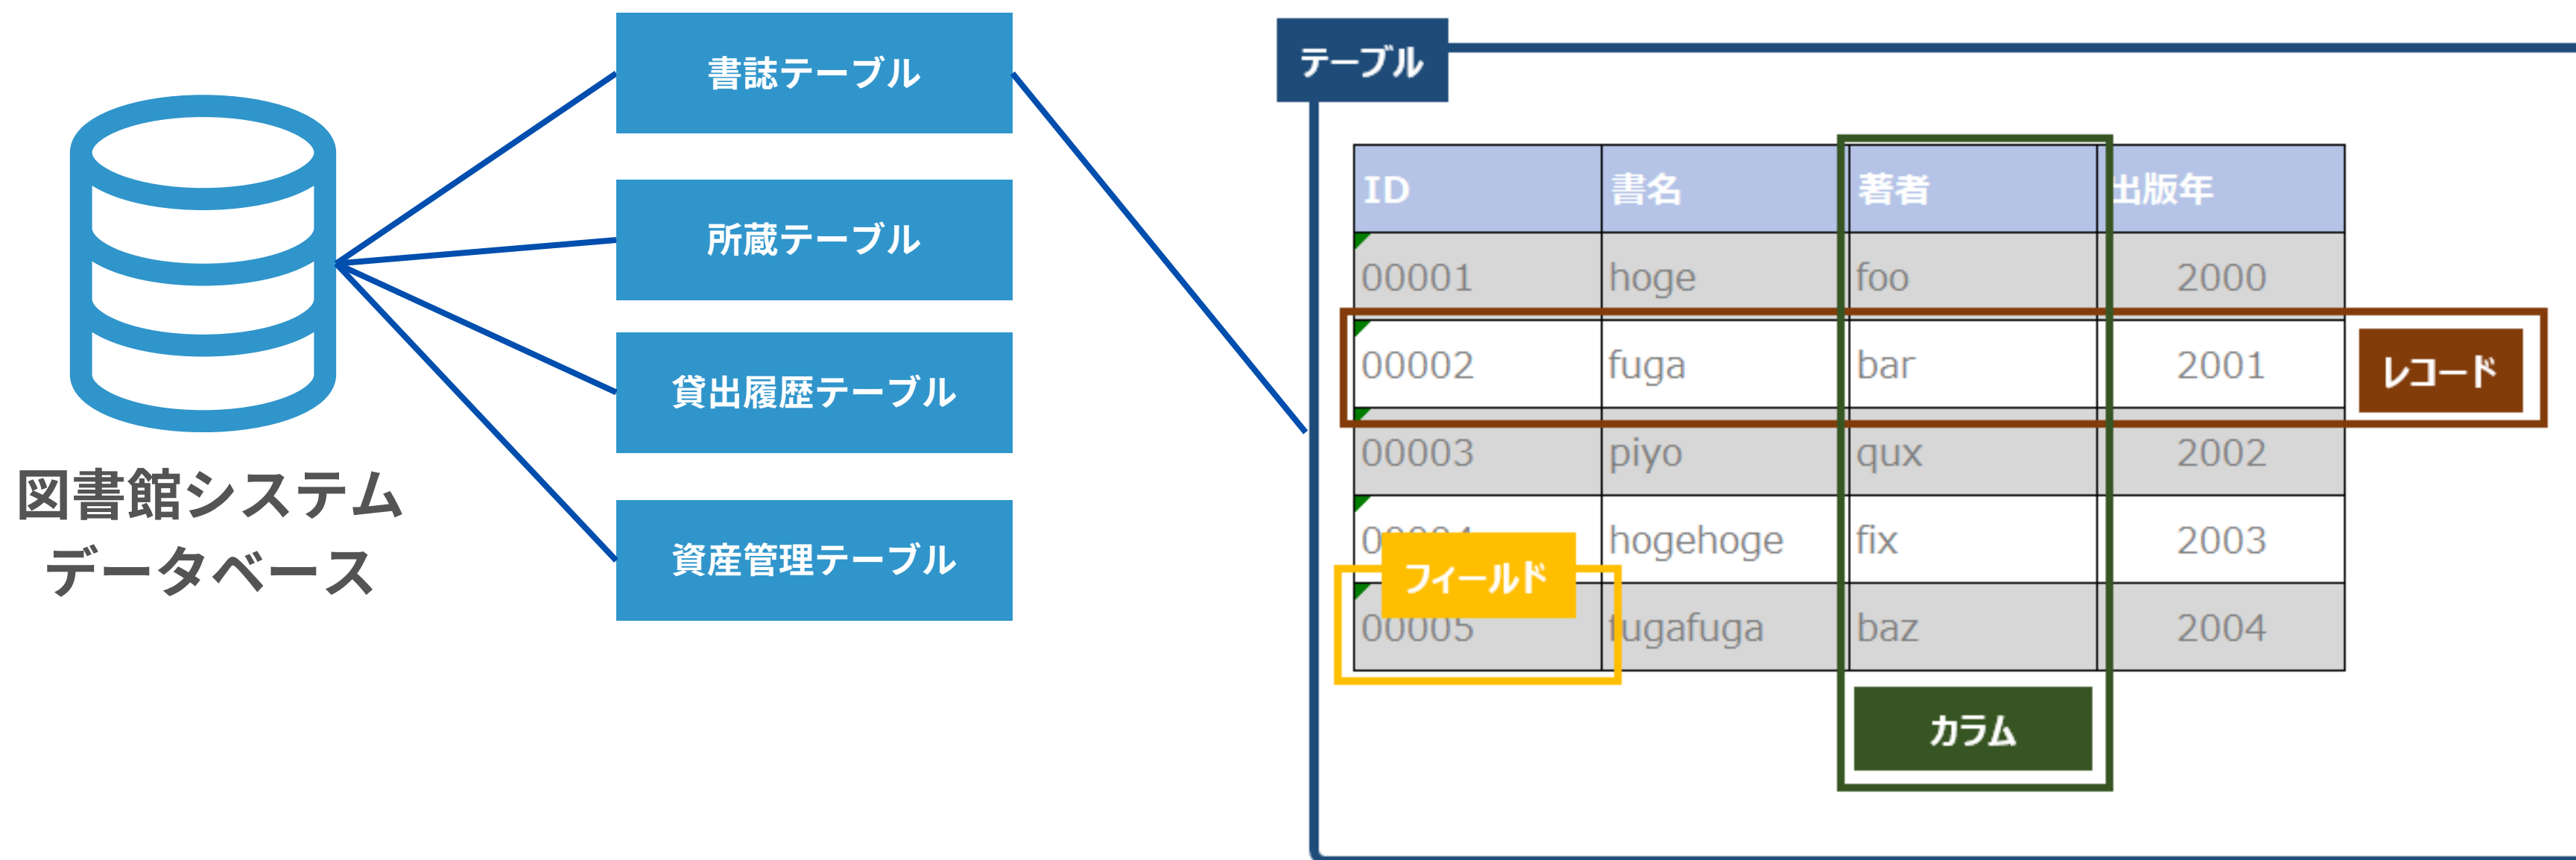 図書館システム
データベース
書誌テーブル
所蔵テーブル
貸出履歴テーブル
資産管理テーブル
テーブル
ID 書名 著者 出版年
00001 hoge foo 2000
00002 fuga bar 2001
レコード
00003 piyo qux 2002
hogehoge fix 2003
フィールド
00005 fugafuga baz 2004
カラム